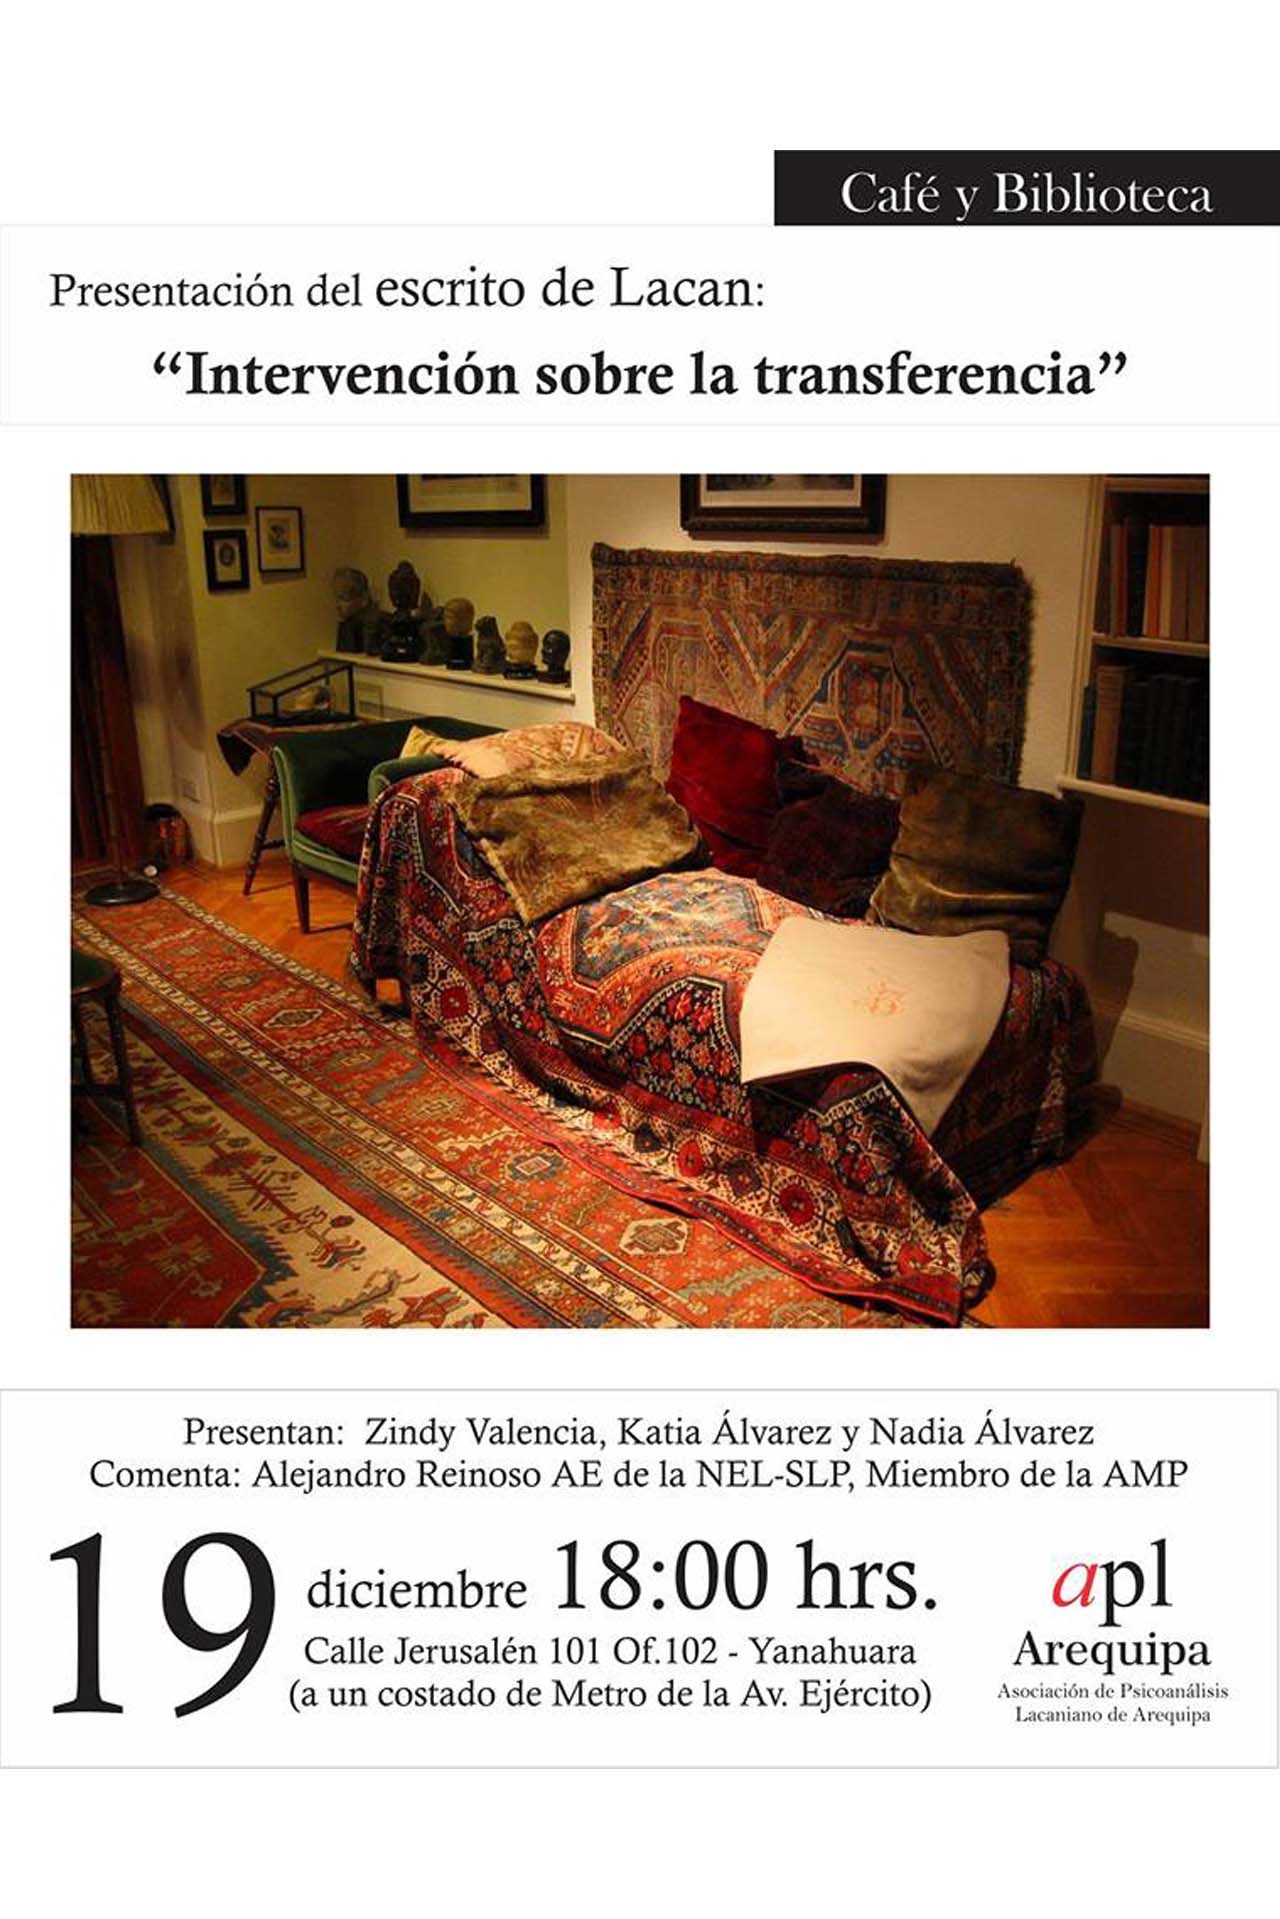 Café y Biblioteca
Presentación del escrito de Lacan:
“Intervención sobre la transferencia”
Presentan: Zindy Valencia, Katia Álvarez y Nadia Álvarez
Comenta: Alejandro Reinoso AE de la NEL-SLP, Miembro de la AMP
19 diciembre 18:00 hrs.
Calle Jerusalén 101 Of.102 - Yanahuara
(a un costado de Metro de la Av. Ejército)
apl
Arequipa
Asociación de Psicoanálisis
Lacaniano de Arequipa